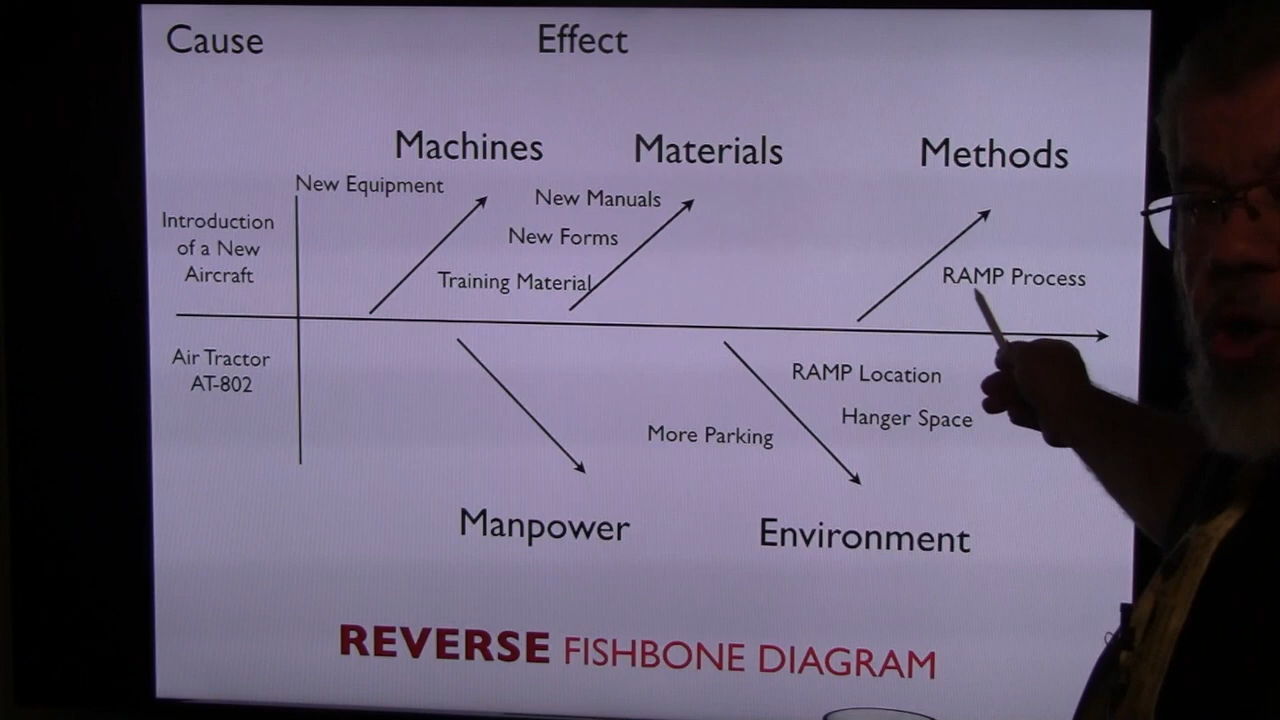 Cause
Effect
Machines
Materials
Methods
New Equipment
New Manuals
New Forms
Training Material
Introduction
of a New
Aircraft
RAMP Process
Air Tractor
AT-802
RAMP Location
Hanger Space
More Parking
Manpower
Environment
REVERSE FISHBONE DIAGRAM